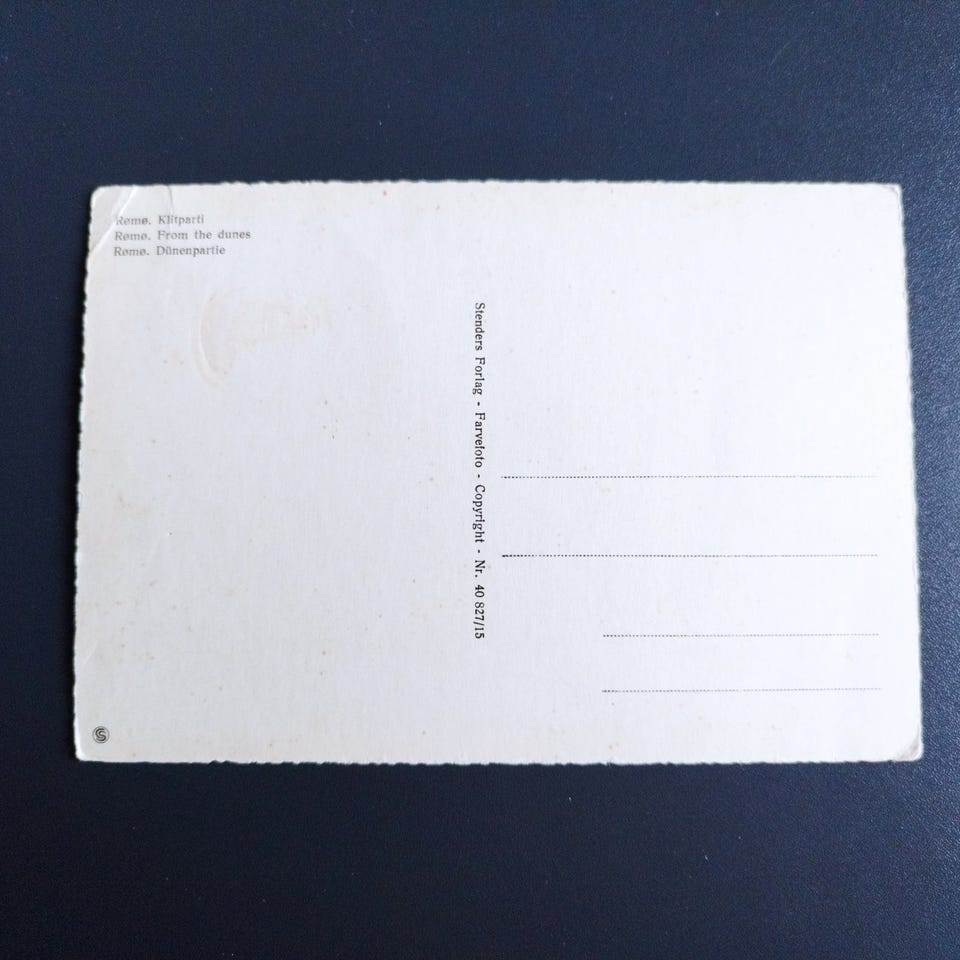 Rømø. Klitparti
Rømø. From the dunes
Rømø. Dünenpartie
Stenders Forlag - Farvefoto - Copyright - Nr. 40 827/15
S